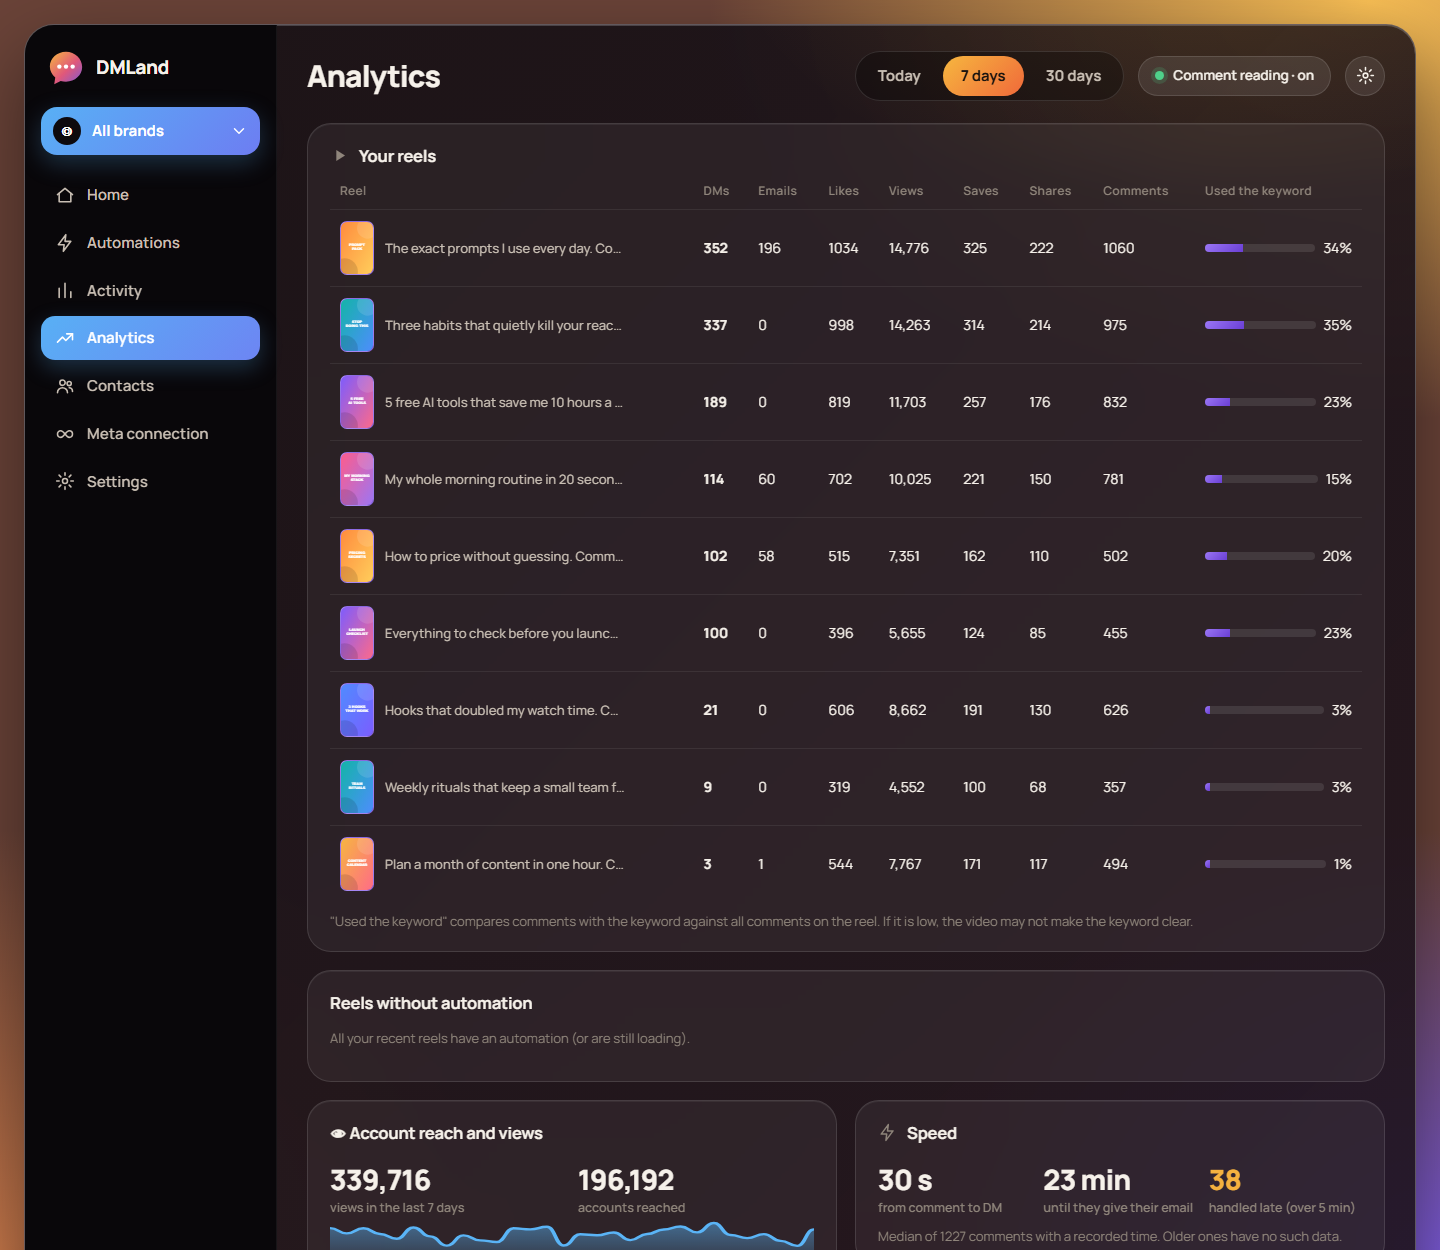 DMLand
All brands
Home
Automations
Activity
Analytics
Contacts
Meta connection
Settings
Analytics
Today 7 days 30 days Comment reading · on
Your reels
Reel DMs Emails Likes Views Saves Shares Comments Used the keyword
The exact prompts I use every day. Co... 352 196 1034 14,776 325 222 1060 34%
Three habits that quietly kill your reac... 337 0 998 14,263 314 214 975 35%
5 free AI tools that save me 10 hours a ... 189 0 819 11,703 257 176 832 23%
My whole morning routine in 20 secon... 114 60 702 10,025 221 150 781 15%
How to price without guessing. Comm... 102 58 515 7,351 162 110 502 20%
Everything to check before you launc... 100 0 396 5,655 124 85 455 23%
Hooks that doubled my watch time. C... 21 0 606 8,662 191 130 626 3%
Weekly rituals that keep a small team f... 9 0 319 4,552 100 68 357 3%
Plan a month of content in one hour. C... 3 1 544 7,767 171 117 494 1%
"Used the keyword" compares comments with the keyword against all comments on the reel. If it is low, the video may not make the keyword clear.
Reels without automation
All your recent reels have an automation (or are still loading).
Account reach and views
339,716 196,192
views in the last 7 days accounts reached
Speed
30 s 23 min 38
from comment to DM until they give their email handled late (over 5 min)
Median of 1227 comments with a recorded time. Older ones have no such data.